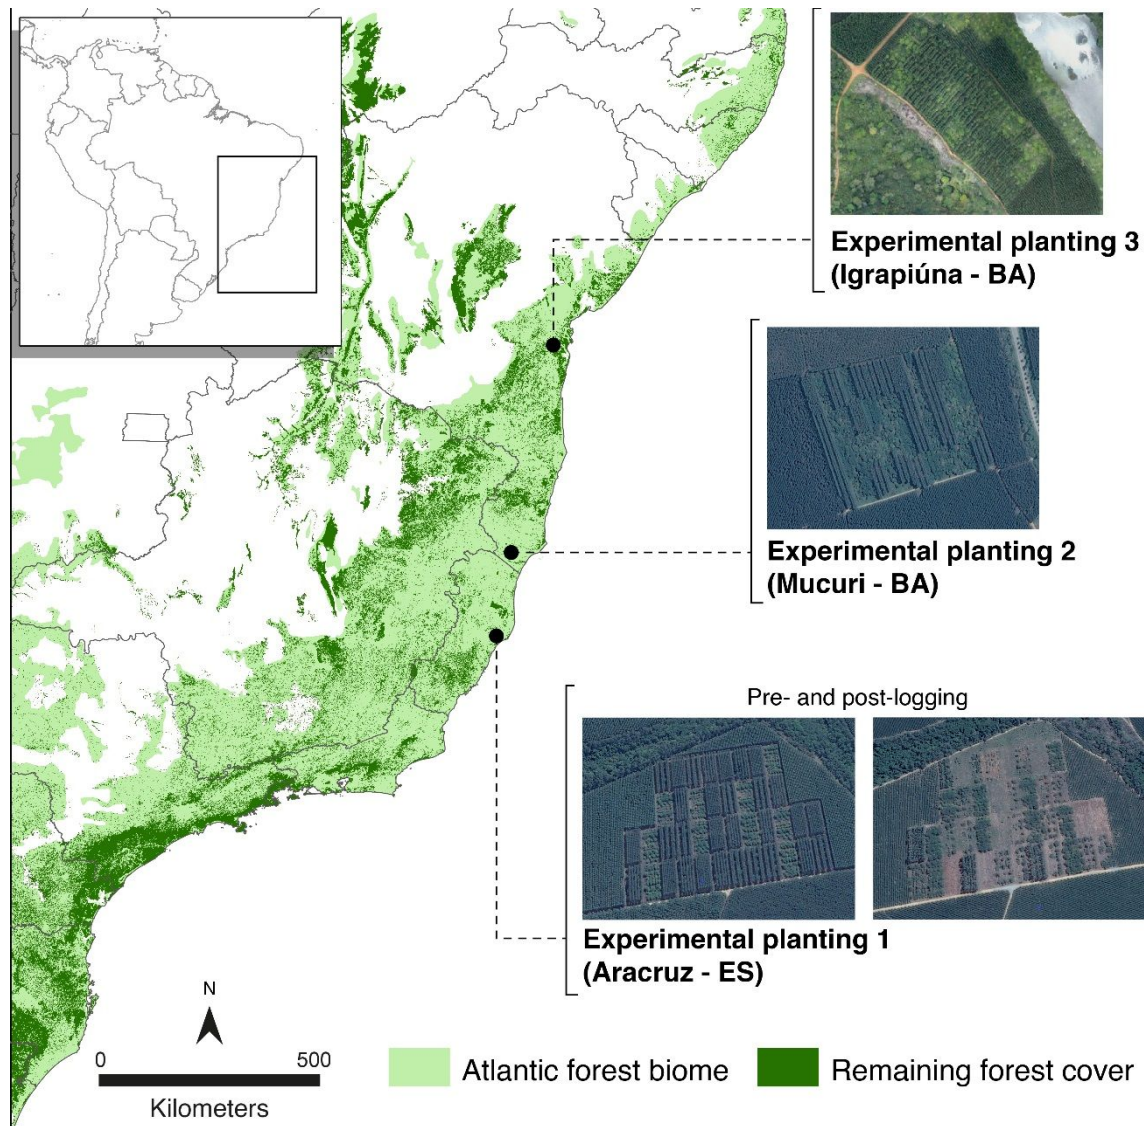 Experimental planting 3
(Igrapiúna - BA)
Experimental planting 2
(Mucuri - BA)
Pre- and post-logging
Experimental planting 1
(Aracruz - ES)
N
0 500
Kilometers
Atlantic forest biome
Remaining forest cover